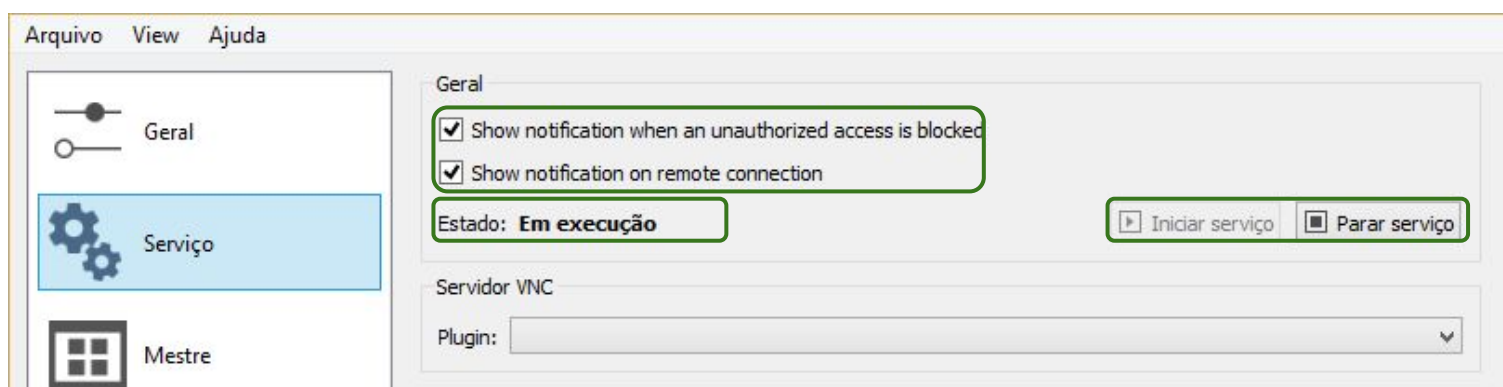 Arquivo View Ajuda
Geral
Serviço
Mestre
Geral
Show notification when an unauthorized access is blocked
Show notification on remote connection
Estado: Em execução
Iniciar serviço
Parar serviço
Servidor VNC
Plugin: